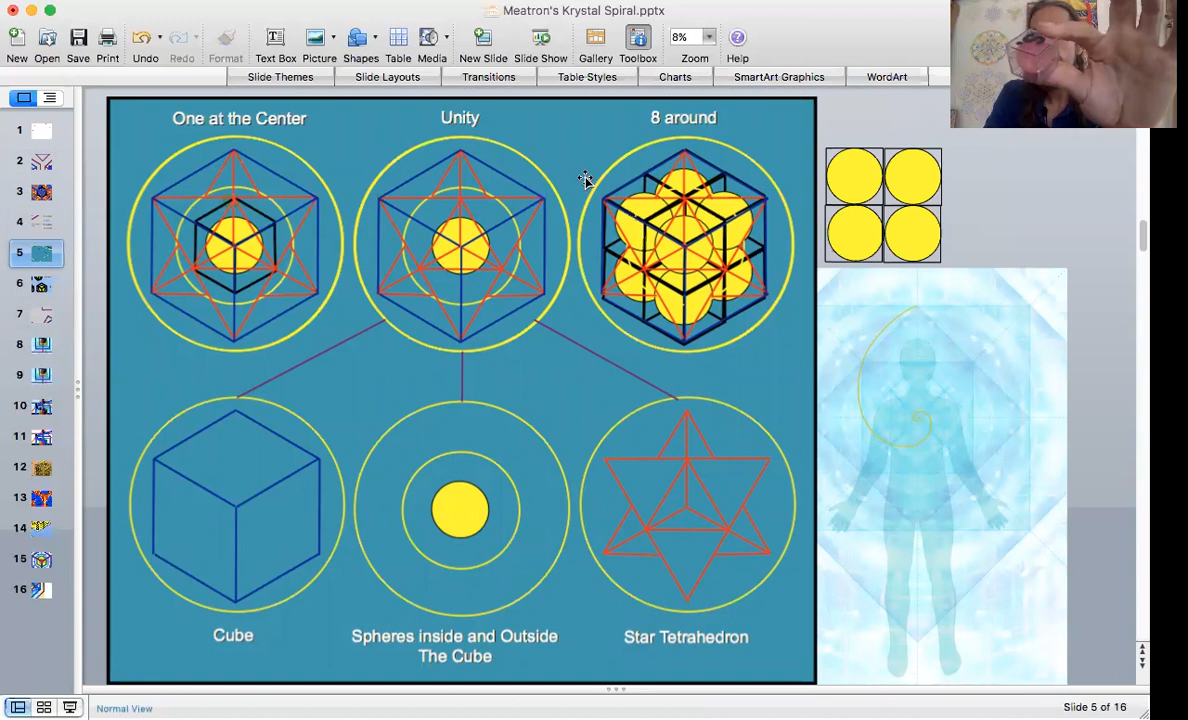 Meatron's Krystal Spiral.pptx
New Open Save Print Undo Redo Format Text Box Picture Shapes Table Media New Slide Slide Show Gallery Toolbox 8% Zoom Help
Slide Themes Slide Layouts Transitions Table Styles Charts SmartArt Graphics WordArt
1
2
3
4
5
6
7
8
9
10
11
12
13
14
15
16
One at the Center
Unity
8 around
Cube
Spheres inside and Outside
The Cube
Star Tetrahedron
Normal View
Slide 5 of 16